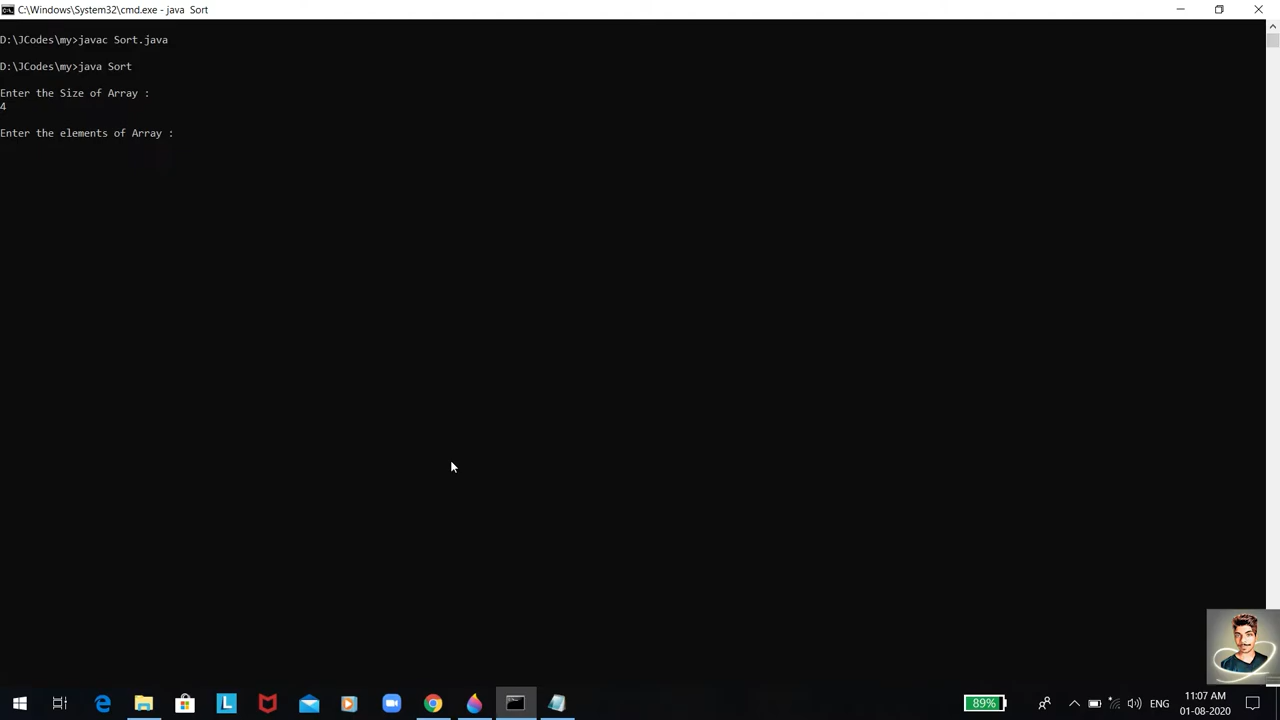 C:\Windows\System32\cmd.exe - java  Sort
D:\JCodes\my>javac Sort.java
D:\JCodes\my>java Sort
Enter the Size of Array :
4
Enter the elements of Array :
89%
ENG
11:07 AM
01-08-2020